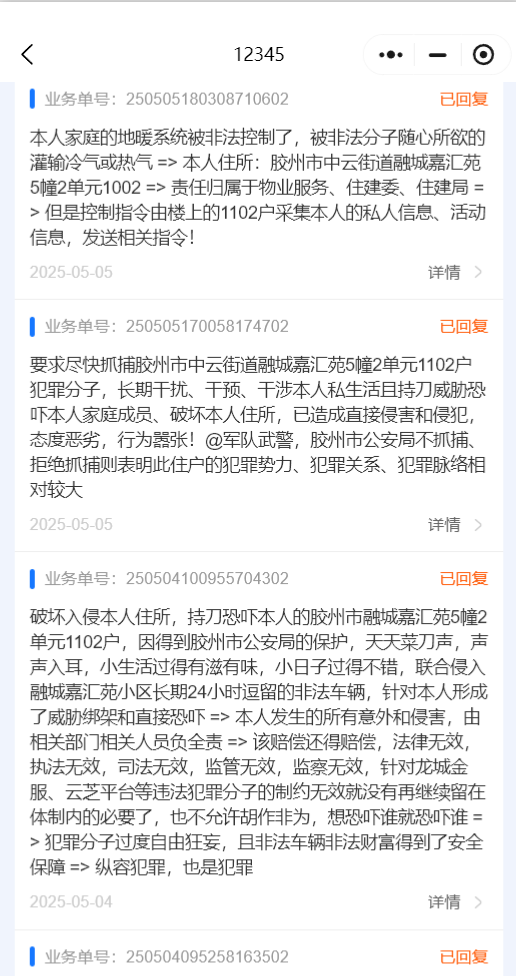 12345
业务单号：250505180308710602 已回复
本人家庭的地暖系统被非法控制了，被非法分子随心所欲的
灌输冷气或热气 => 本人住所：胶州市中云街道融城嘉汇苑
5幢2单元1002 => 责任归属于物业服务、住建委、住建局 =
> 但是控制指令由楼上的1102户采集本人的私人信息、活动
信息，发送相关指令！
2025-05-05 详情
业务单号：250505170058174702 已回复
要求尽快抓捕胶州市中云街道融城嘉汇苑5幢2单元1102户
犯罪分子，长期干扰、干预、干涉本人私生活且持刀威胁恐
吓本人家庭成员、破坏本人住所，已造成直接侵害和侵犯，
态度恶劣，行为嚣张！@军队武警，胶州市公安局不抓捕、
拒绝抓捕则表明此住户的犯罪势力、犯罪关系、犯罪脉络相
对较大
2025-05-05 详情
业务单号：250504100955704302 已回复
破坏入侵本人住所，持刀恐吓本人的胶州市融城嘉汇苑5幢2
单元1102户，因得到胶州市公安局的保护，天天菜刀声，声
声入耳，小生活过得有滋有味，小日子过得不错，联合侵入
融城嘉汇苑小区长期24小时逗留的非法车辆，针对本人形成
了威胁绑架和直接恐吓 => 本人发生的所有意外和侵害，由
相关部门相关人员负全责 => 该赔偿还得赔偿，法律无效，
执法无效，司法无效，监管无效，监察无效，针对龙城金
服、云芝平台等违法犯罪分子的制约无效就没有再继续留在
体制内的必要了，也不允许胡作非为，想恐吓谁就恐吓谁 =
> 犯罪分子过度自由狂妄，且非法车辆非法财富得到了安全
保障 => 纵容犯罪，也是犯罪
2025-05-04 详情
业务单号：250504095258163502 已回复